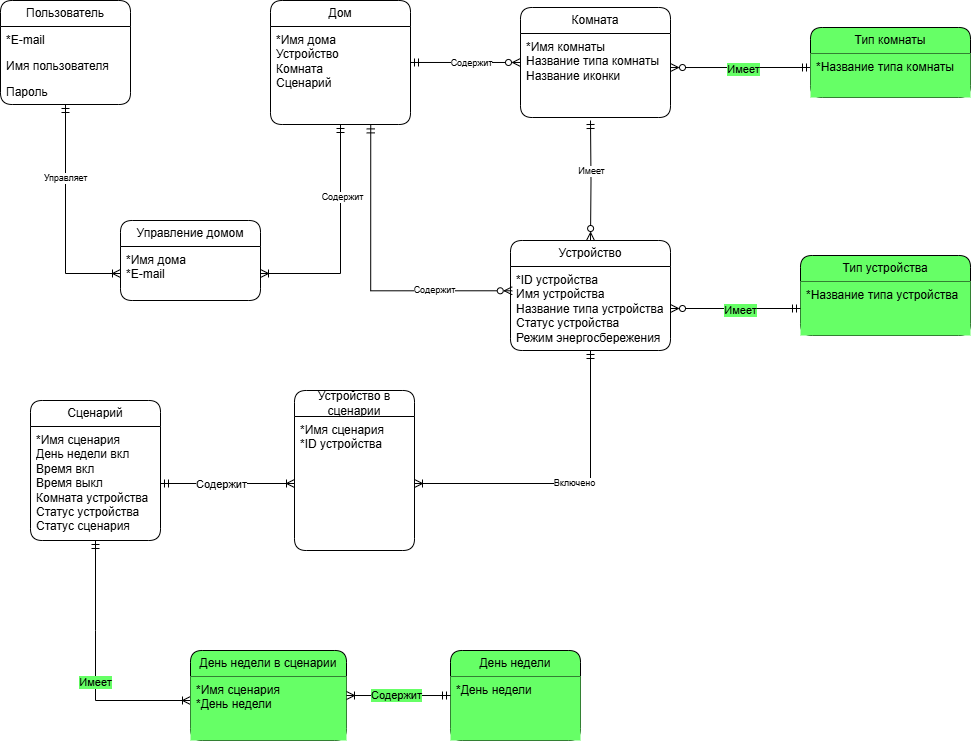 Пользователь
*E-mail
Имя пользователя
Пароль
Дом
*Имя дома
Устройство
Комната
Сценарий
Содержит
Комната
*Имя комнаты
Название типа комнаты
Название иконки
Имеет
Тип комнаты
*Название типа комнаты
Управляет
Содержит
Имеет
Управление домом
*Имя дома
*E-mail
Содержит
Устройство
*ID устройства
Имя устройства
Название типа устройства
Статус устройства
Режим энергосбережения
Имеет
Тип устройства
*Название типа устройства
Сценарий
*Имя сценария
День недели вкл
Время вкл
Время выкл
Комната устройства
Статус устройства
Статус сценария
Содержит
Устройство в
сценарии
*Имя сценария
*ID устройства
Включено
Имеет
День недели в сценарии
*Имя сценария
*День недели
Содержит
День недели
*День недели